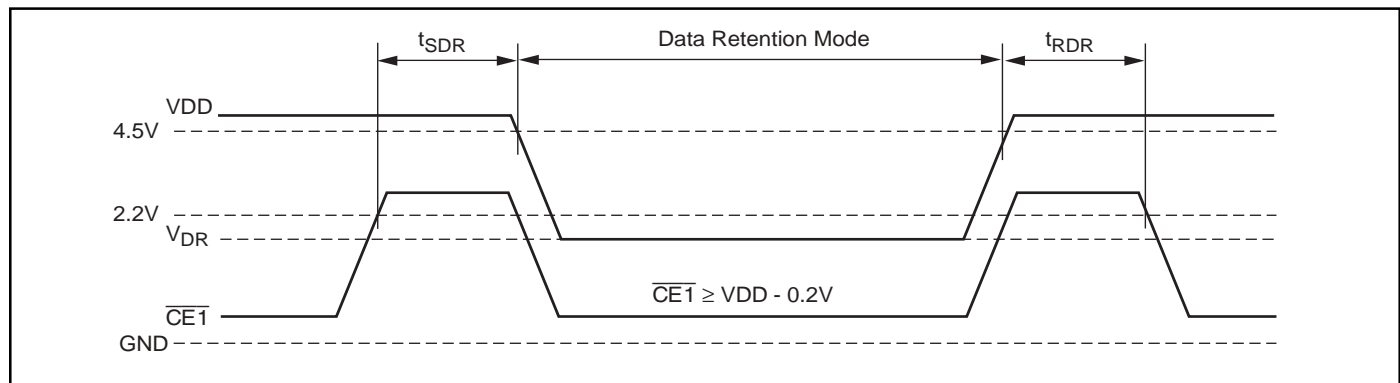 tSDR
Data Retention Mode
tRDR
VDD
4.5V
2.2V
VDR
CE1 ≥ VDD - 0.2V
CE1
GND